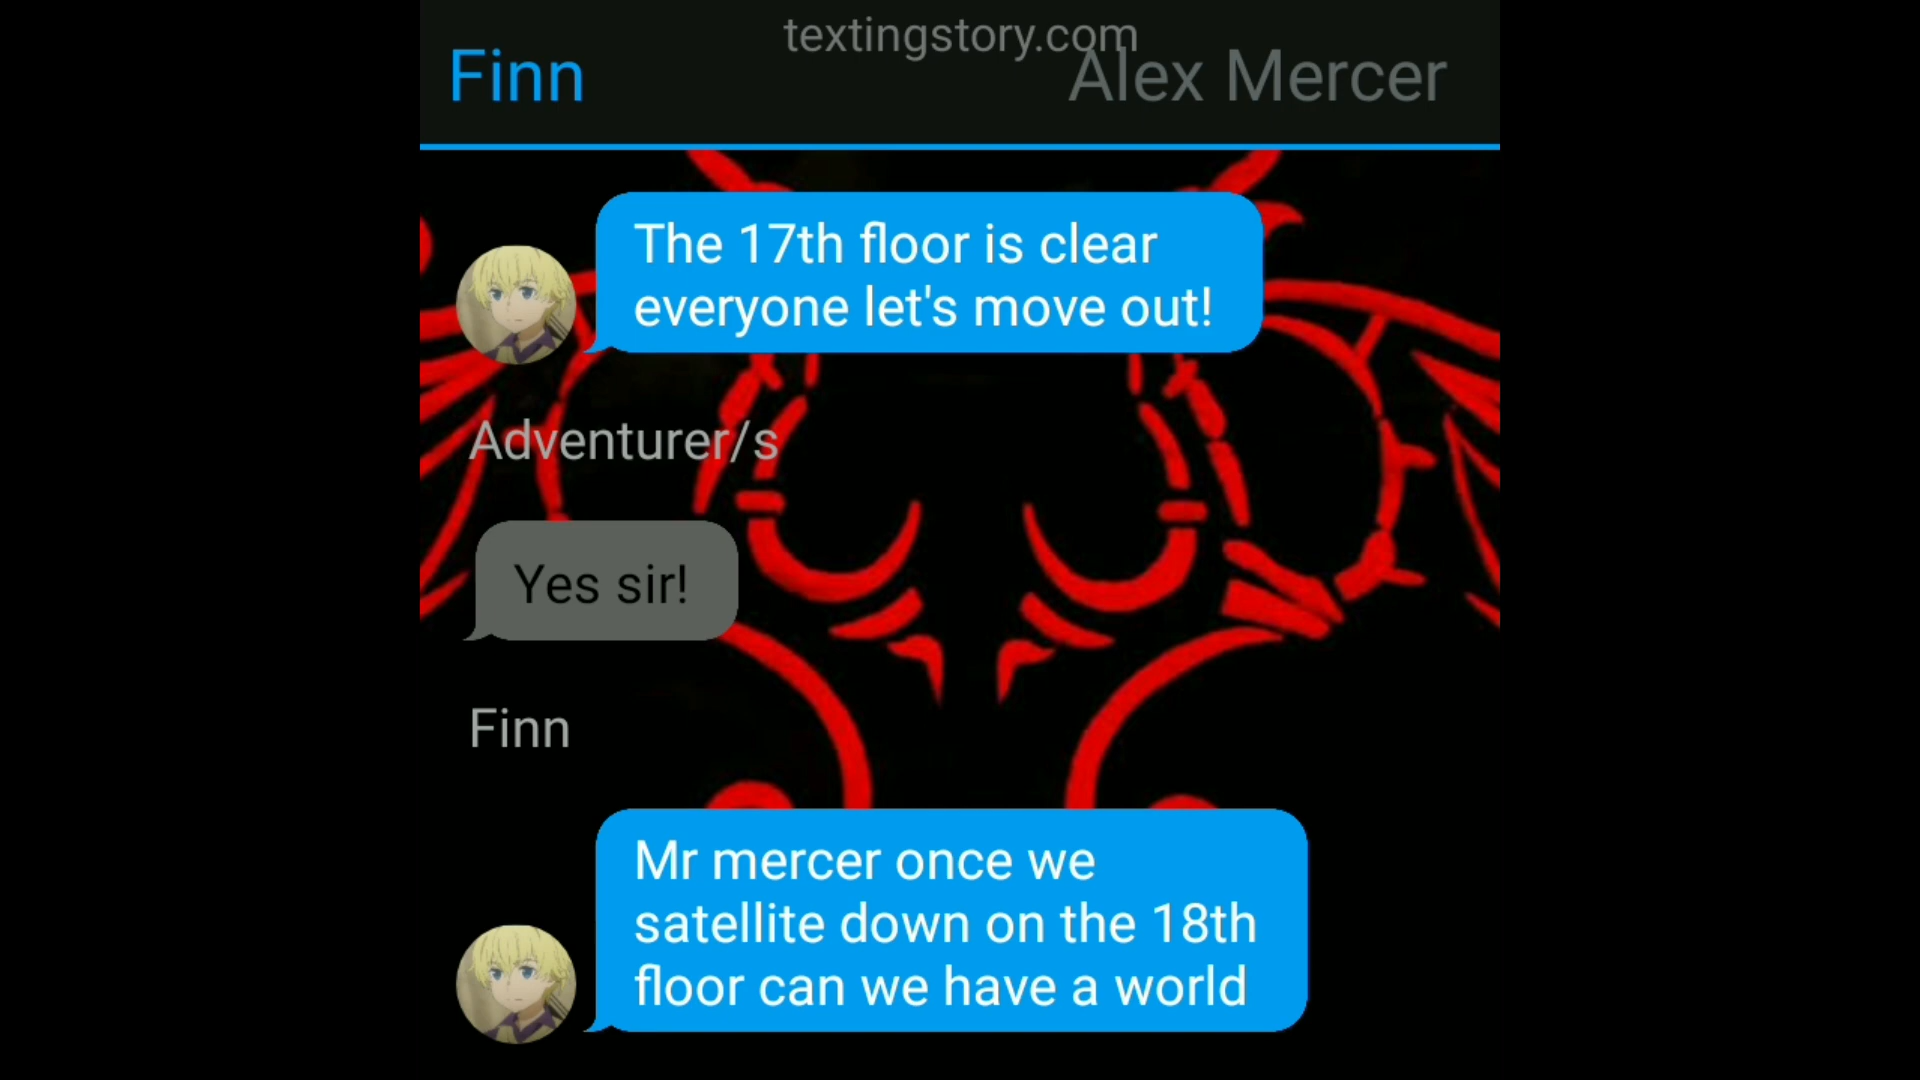 textingstory.com
Finn
Alex Mercer
The 17th floor is clear
everyone let's move out!
Adventurer/s
Yes sir!
Finn
Mr mercer once we
satellite down on the 18th
floor can we have a world